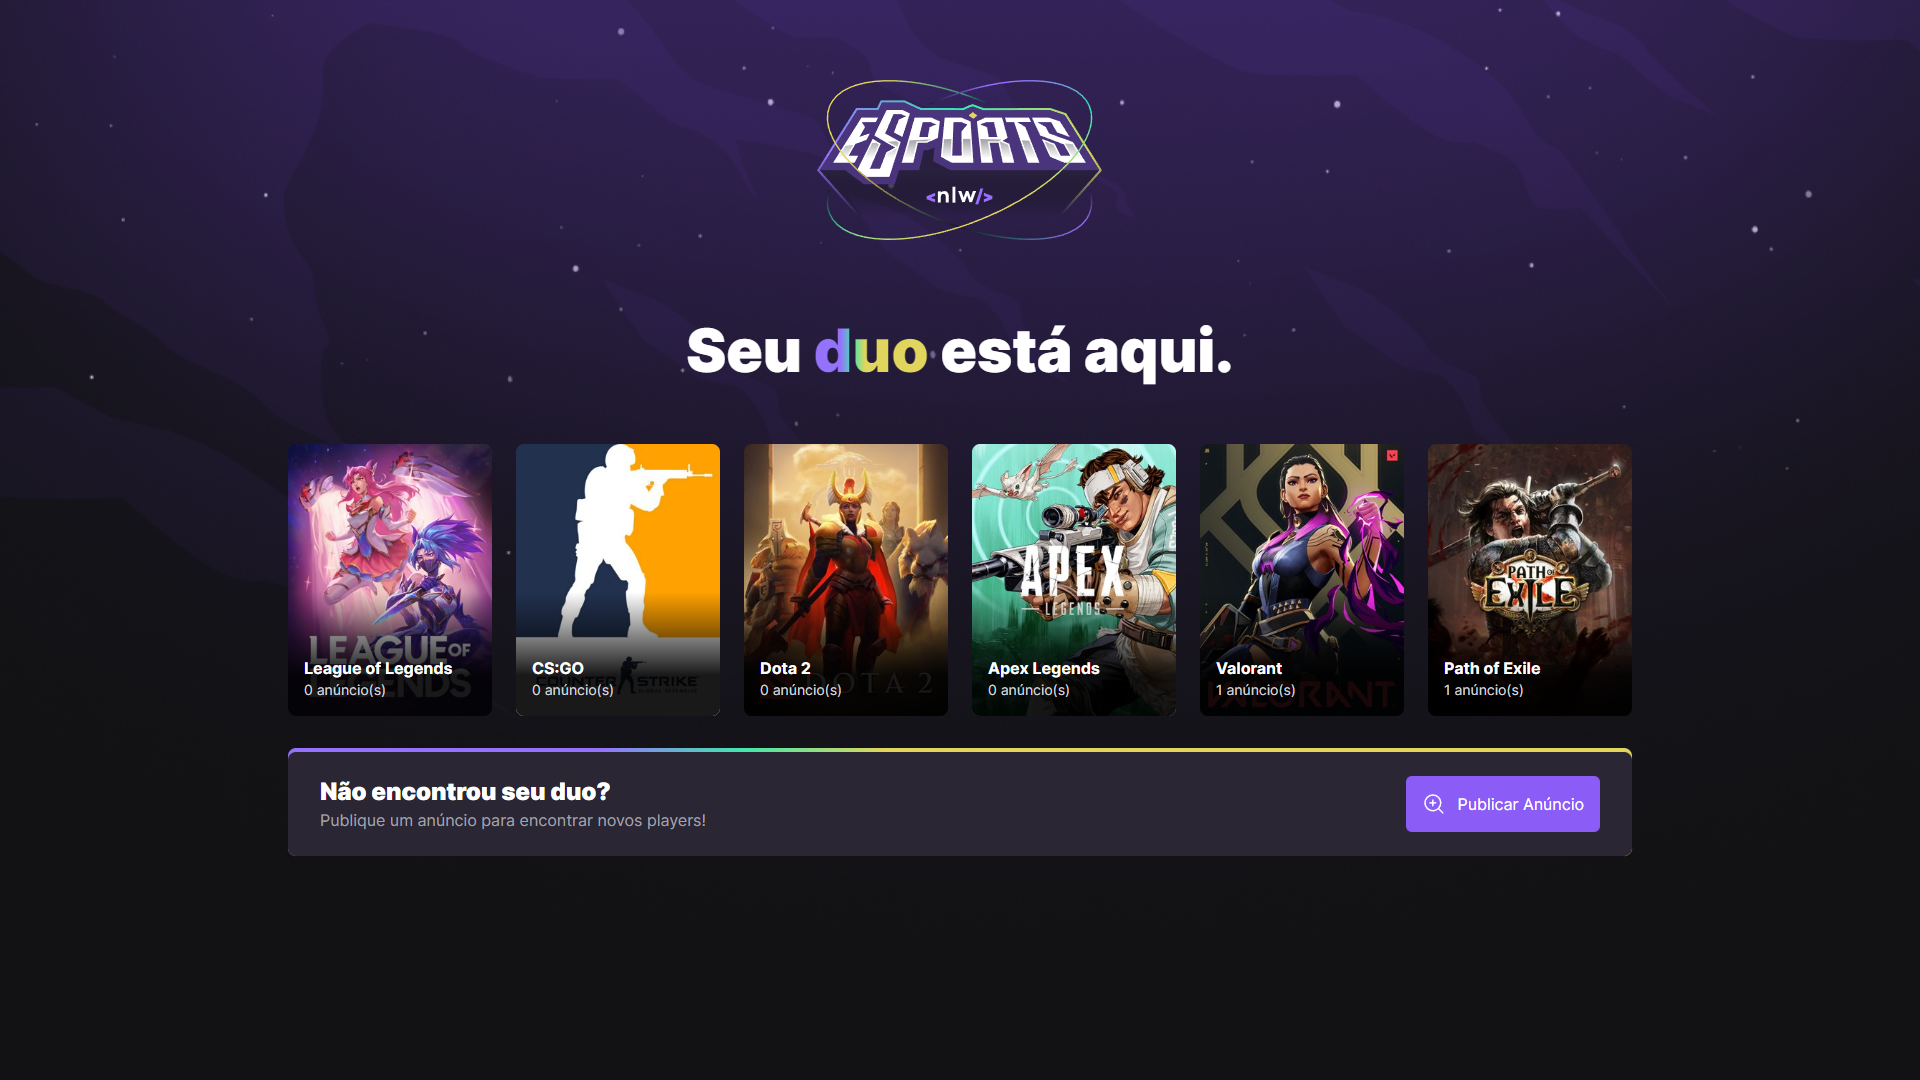 ESPORTS
<nlw/>
Seu duo está aqui.
LEAGUE OF
LEGENDS
League of Legends
0 anúncio(s)
COUNTER STRIKE
CS:GO
0 anúncio(s)
DOTA 2
Dota 2
0 anúncio(s)
APEX
LEGENDS
Apex Legends
0 anúncio(s)
VALORANT
Valorant
1 anúncio(s)
PATH OF
EXILE
Path of Exile
1 anúncio(s)
Não encontrou seu duo?
Publique um anúncio para encontrar novos players!
Publicar Anúncio